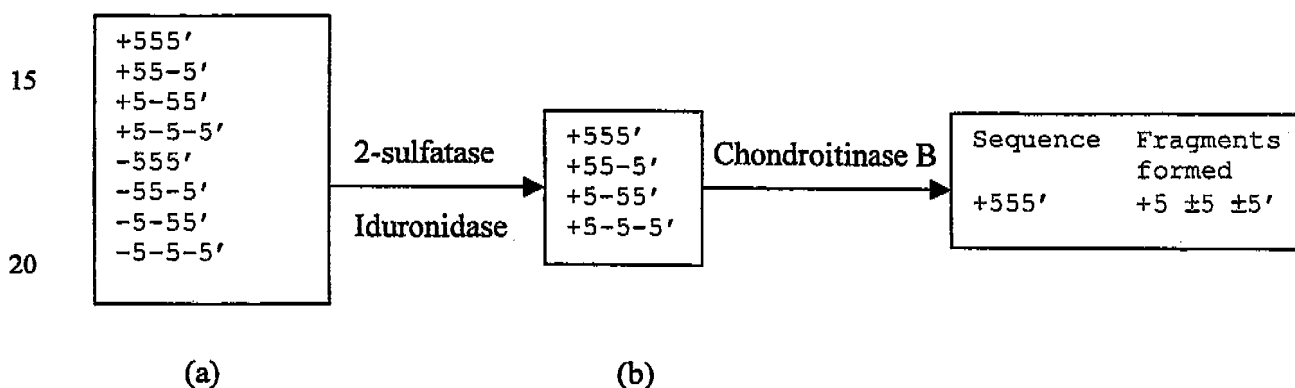 15
20
+555'
+55-5'
+5-55'
+5-5-5'
-555'
-55-5'
-5-55'
-5-5-5'
(a)
2-sulfatase
Iduronidase
+555'
+55-5'
+5-55'
+5-5-5'
(b)
Chondroitinase B
Sequence Fragments
formed
+555' +5 ±5 ±5'